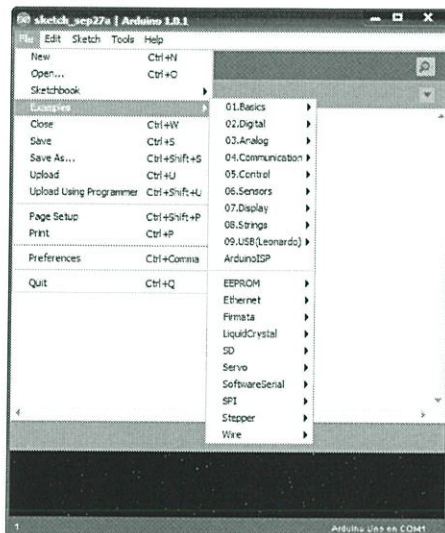 sketch_sep27a | Arduino 1.0.1
File Edit Sketch Tools Help
New Ctrl+N
Open... Ctrl+O
Sketchbook
Examples
Close Ctrl+W
Save Ctrl+S
Save As... Ctrl+Shift+S
Upload Ctrl+U
Upload Using Programmer Ctrl+Shift+U
Page Setup Ctrl+Shift+P
Print Ctrl+P
Preferences Ctrl+Comma
Quit Ctrl+Q
01.Basics
02.Digital
03.Analog
04.Communication
05.Control
06.Sensors
07.Display
08.Strings
09.USB(Leonardo)
ArduinoISP
EEPROM
Ethernet
Firmata
LiquidCrystal
SD
Servo
SoftwareSerial
SPI
Stepper
Wire
1 Arduino Uno on COM1